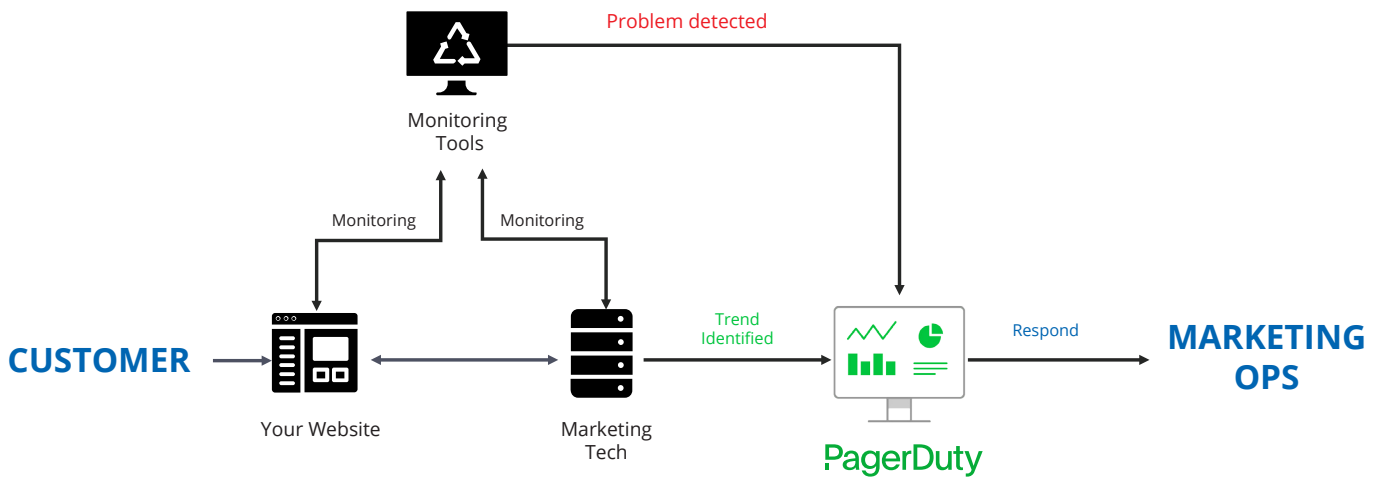 Problem detected
Monitoring
Tools
Monitoring
Monitoring
CUSTOMER
Your Website
Marketing
Tech
Trend
Identified
PagerDuty
Respond
MARKETING
OPS